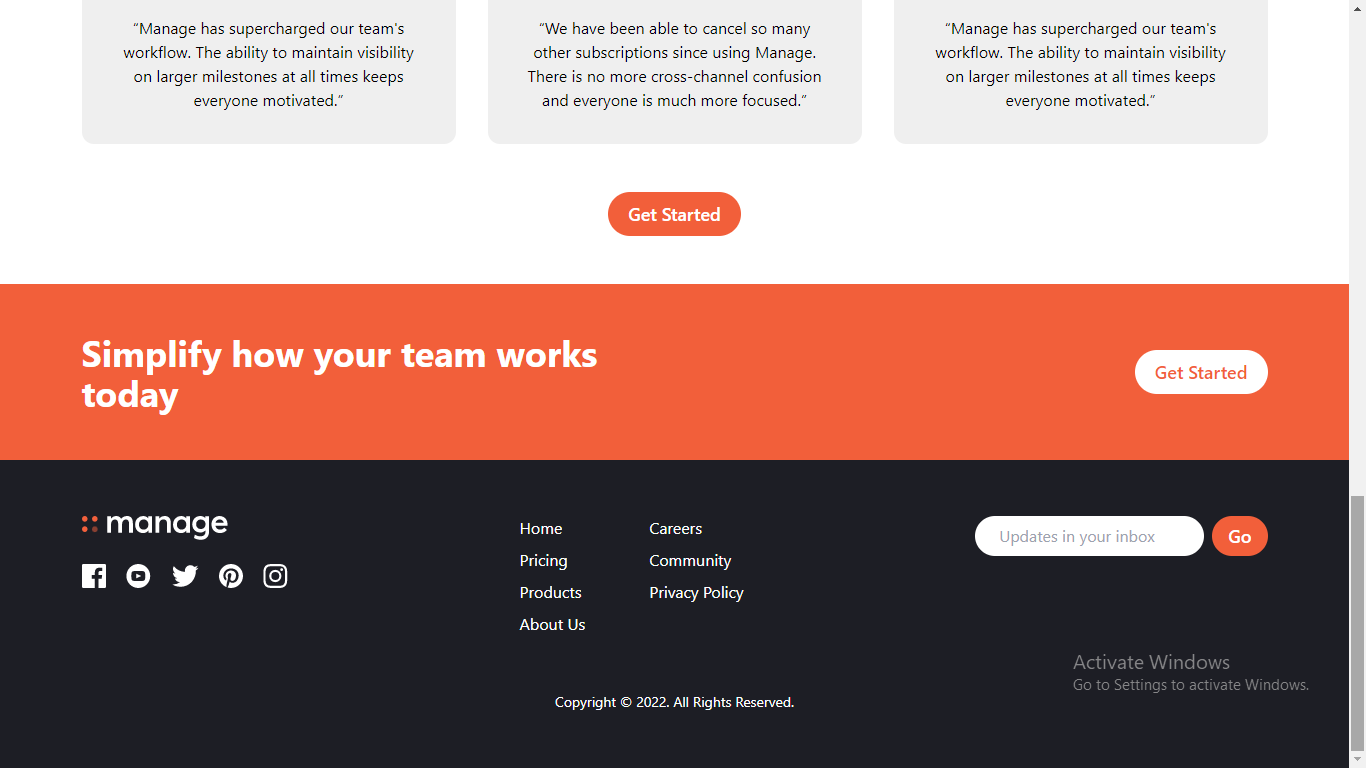 “Manage has supercharged our team's
workflow. The ability to maintain visibility
on larger milestones at all times keeps
everyone motivated.”
“We have been able to cancel so many
other subscriptions since using Manage.
There is no more cross-channel confusion
and everyone is much more focused.”
“Manage has supercharged our team's
workflow. The ability to maintain visibility
on larger milestones at all times keeps
everyone motivated.”
Get Started
Simplify how your team works
today
Get Started
manage
Home
Pricing
Products
About Us
Careers
Community
Privacy Policy
Updates in your inbox
Go
Activate Windows
Go to Settings to activate Windows.
Copyright © 2022. All Rights Reserved.